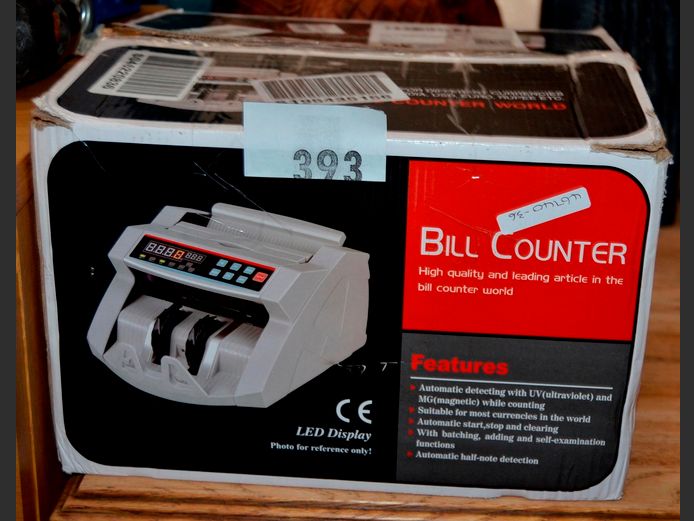 COUNTER WORLD
393
46740-36
BILL COUNTER
High quality and leading article in the
bill counter world
Features
Automatic detecting with UV(ultraviolet) and
MG(magnetic) while counting
Suitable for most currencies in the world
Automatic start,stop and clearing
With batching, adding and self-examination
functions
Automatic half-note detection
CE
LED Display
Photo for reference only!